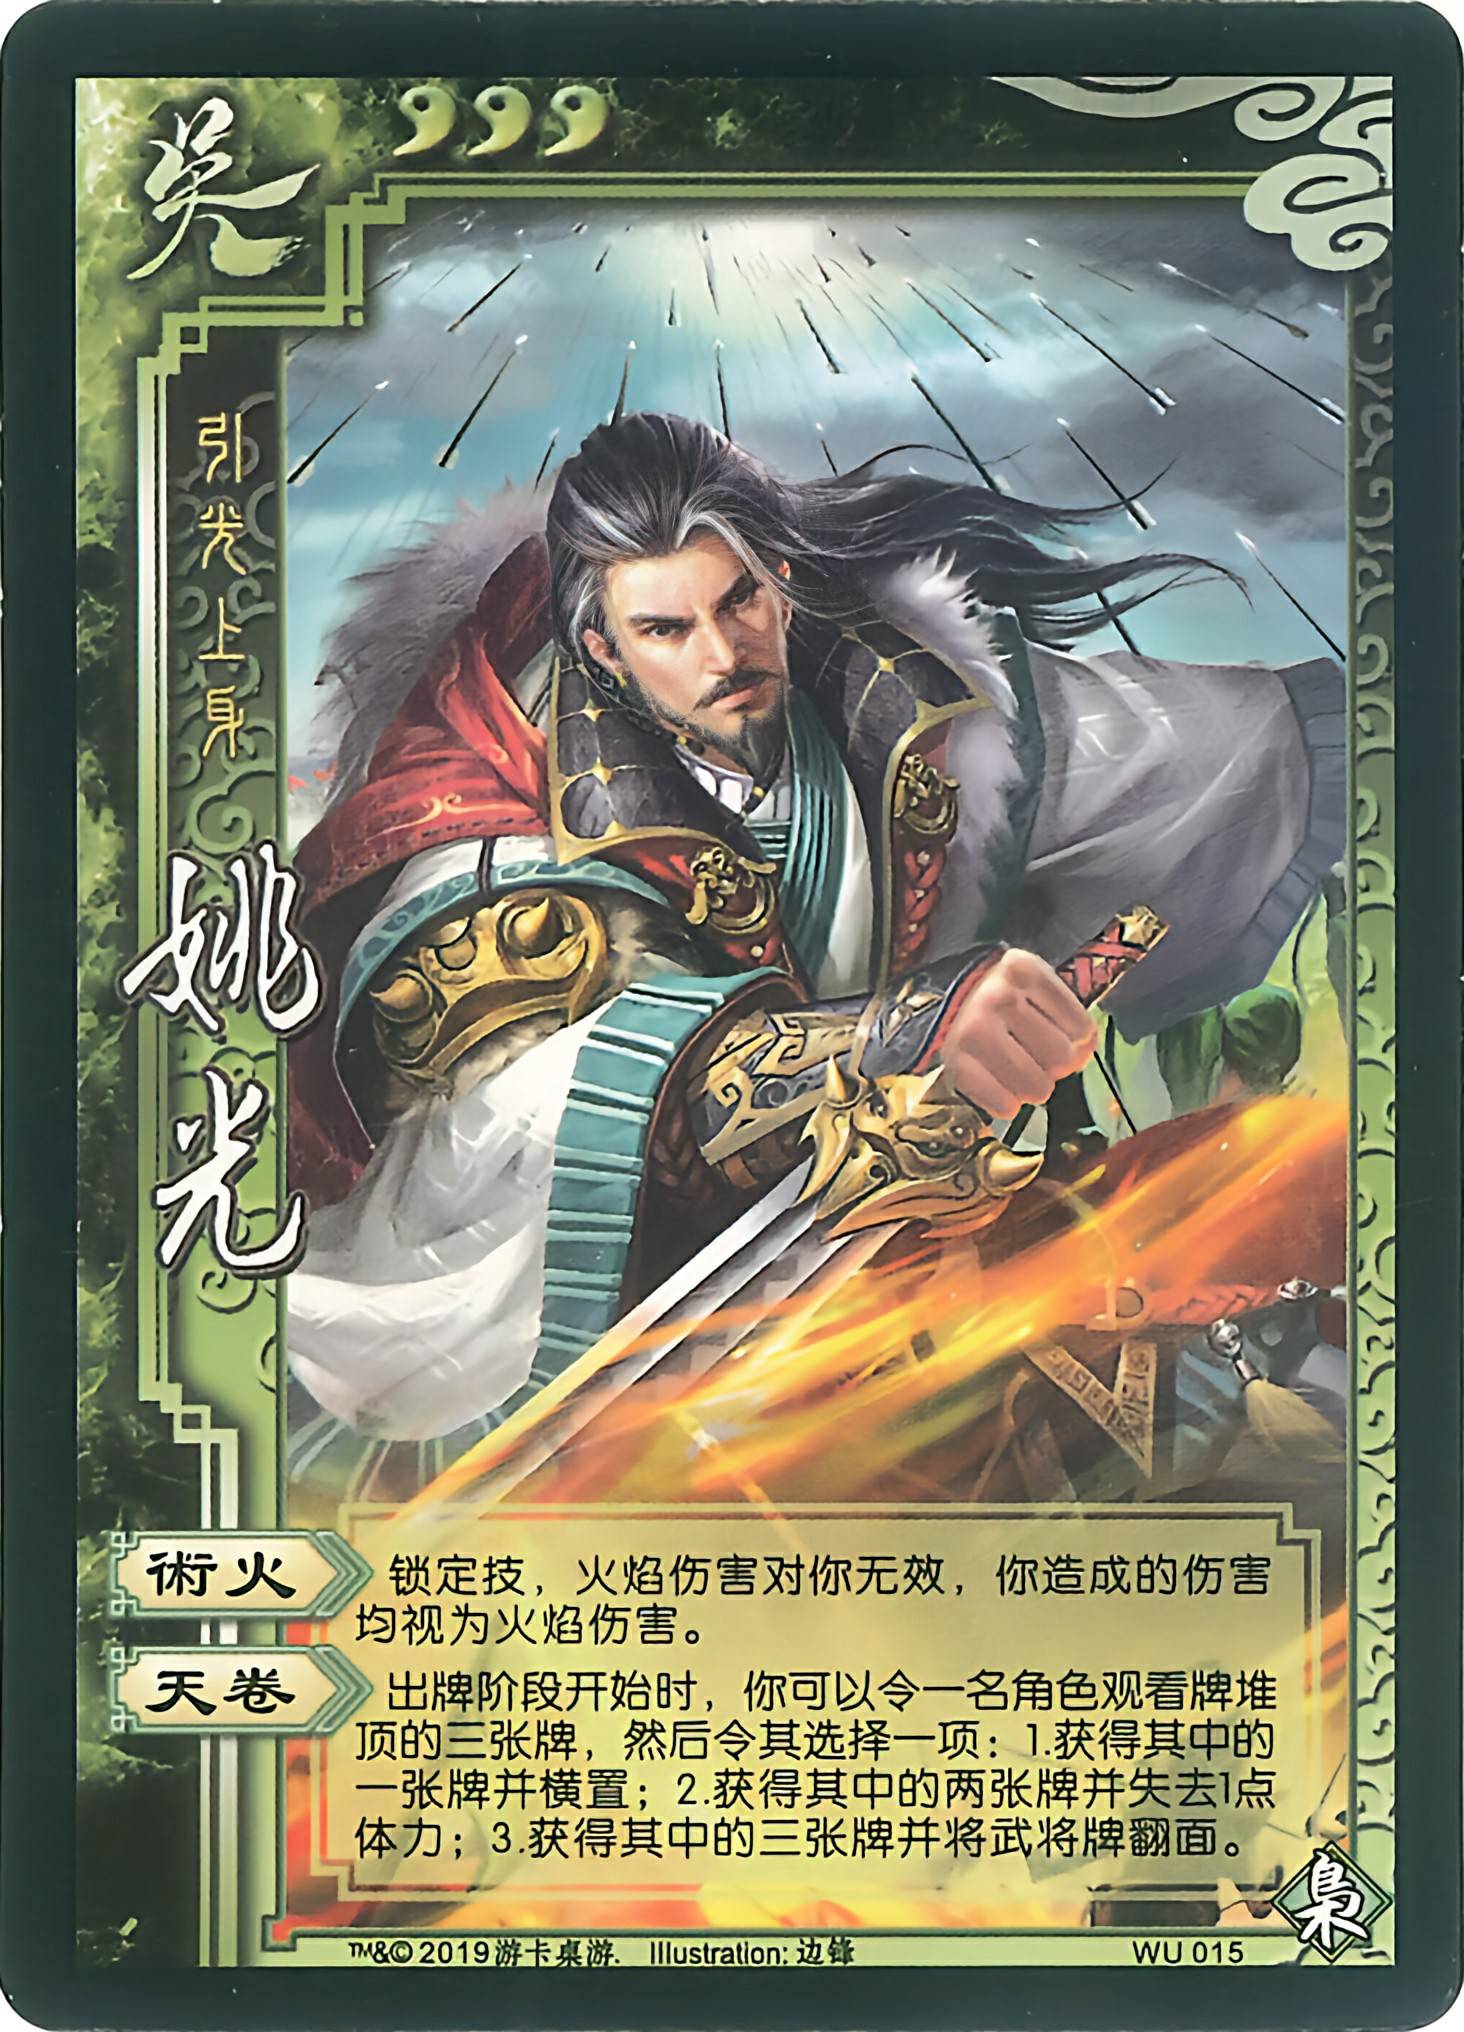 吴
引光上身
姚光
術火
锁定技，火焰伤害对你无效，你造成的伤害
均视为火焰伤害。
天卷
出牌阶段开始时，你可以令一名角色观看牌堆
顶的三张牌，然后令其选择一项：1.获得其中的
一张牌并横置；2.获得其中的两张牌并失去1点
体力；3.获得其中的三张牌并将武将牌翻面。
枭
™&©2019游卡桌游. Illustration: 边锋
WU 015